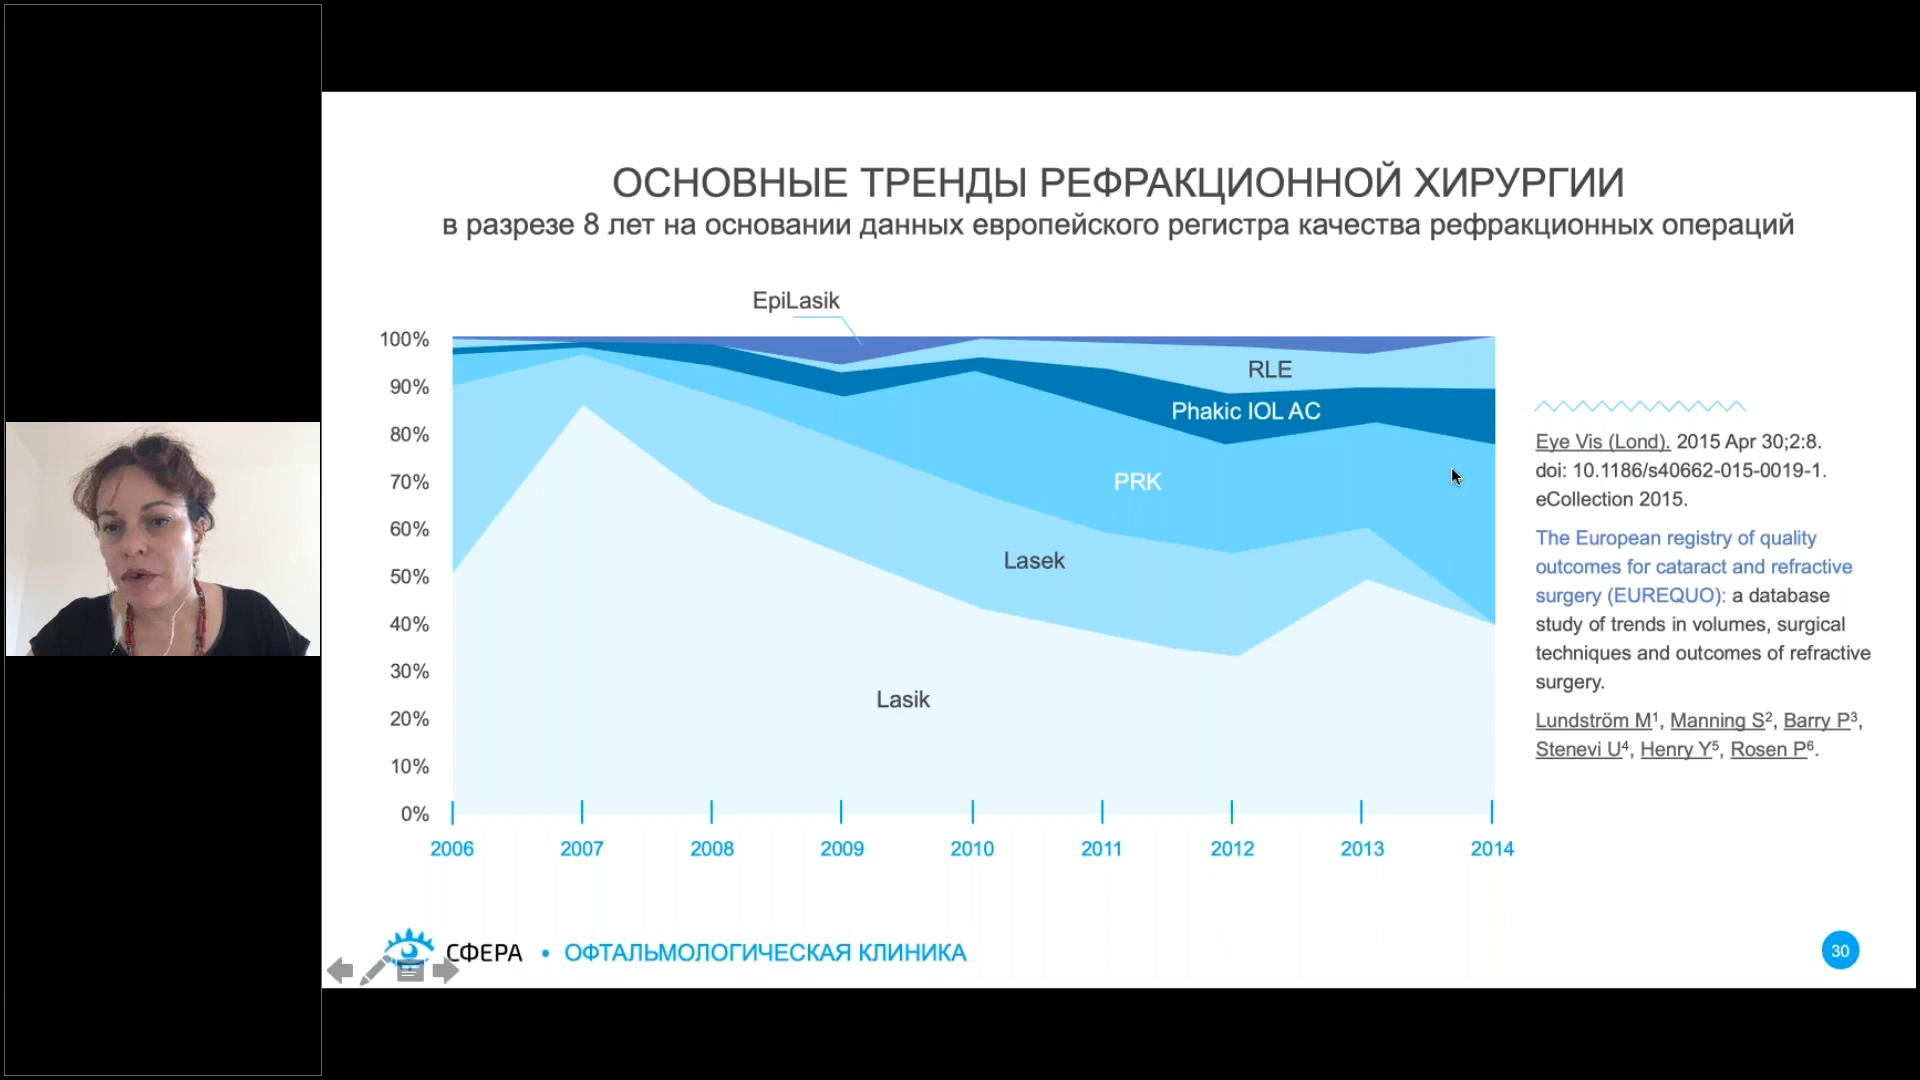 ОСНОВНЫЕ ТРЕНДЫ РЕФРАКЦИОННОЙ ХИРУРГИИ
в разрезе 8 лет на основании данных европейского регистра качества рефракционных операций
EpiLasik
100%
90%
80%
70%
60%
50%
40%
30%
20%
10%
0%
RLE
Phakic IOL AC
PRK
Lasek
Lasik
2006 2007 2008 2009 2010 2011 2012 2013 2014
Eye Vis (Lond). 2015 Apr 30;2:8.
doi: 10.1186/s40662-015-0019-1.
eCollection 2015.
The European registry of quality
outcomes for cataract and refractive
surgery (EUREQUO): a database
study of trends in volumes, surgical
techniques and outcomes of refractive
surgery.
Lundström M¹, Manning S², Barry P³,
Stenevi U⁴, Henry Y⁵, Rosen P⁶.
СФЕРА • ОФТАЛЬМОЛОГИЧЕСКАЯ КЛИНИКА
30